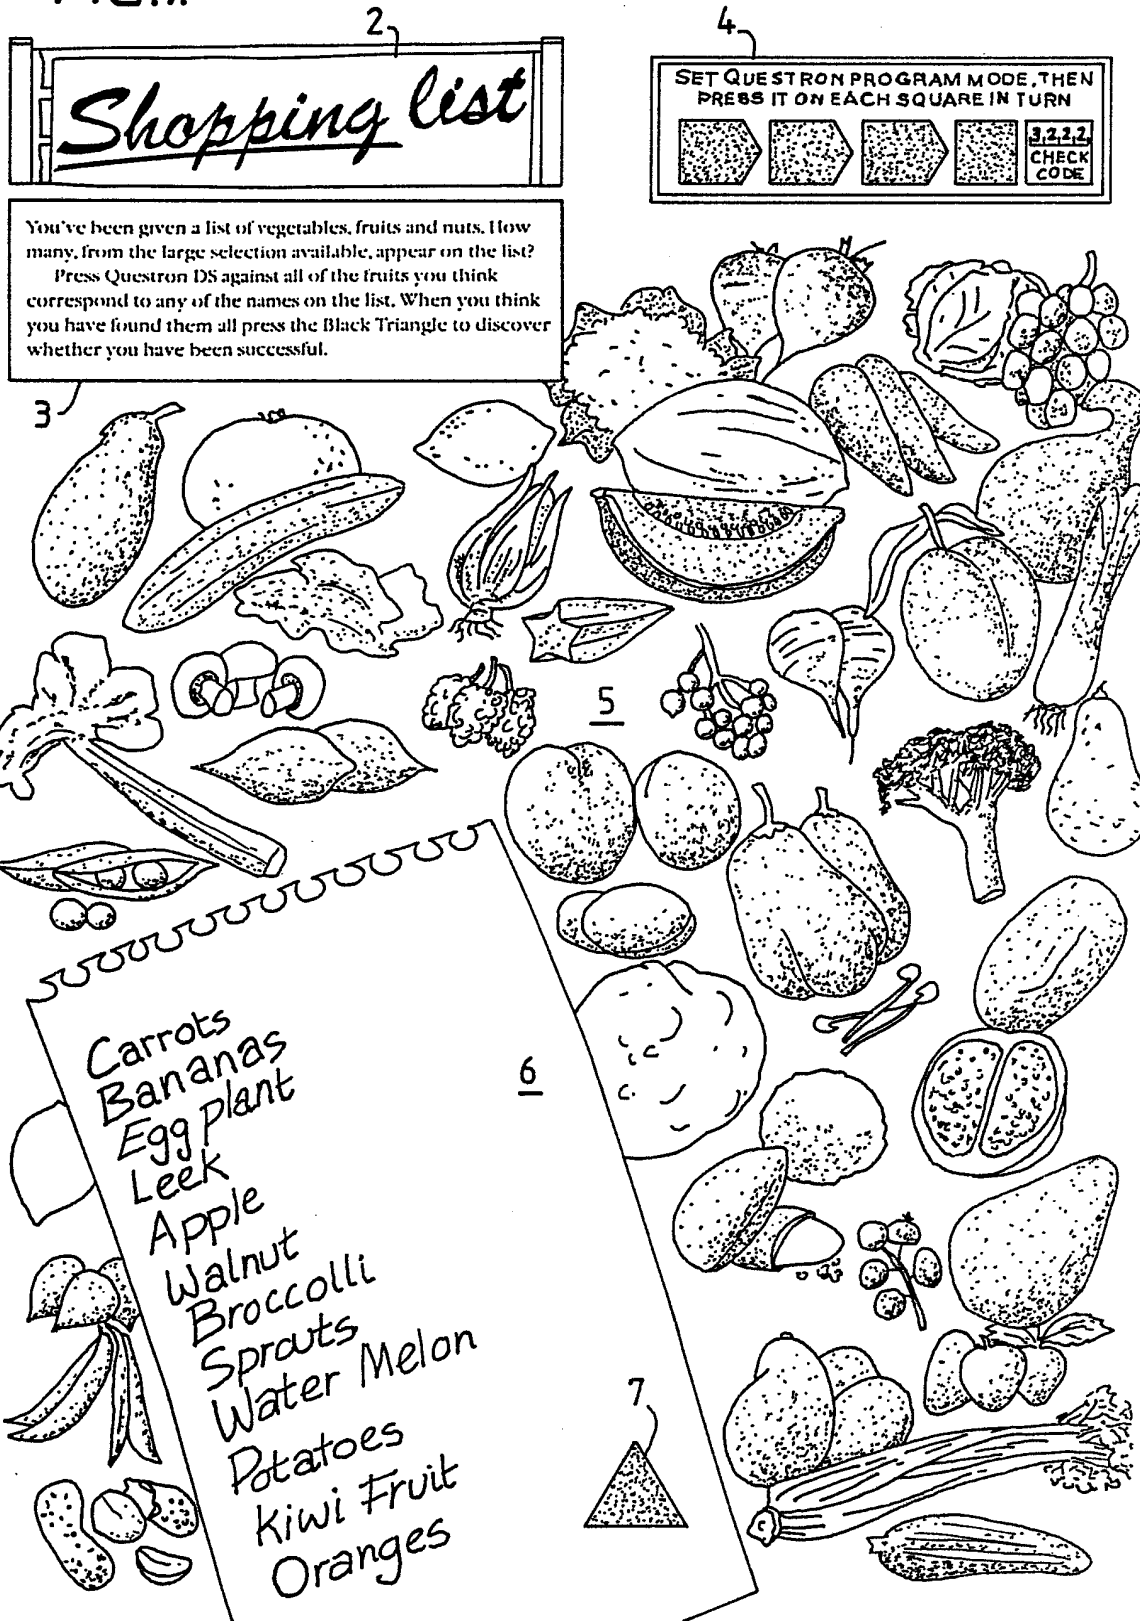 2
4
Shopping list
SET QUESTRON PROGRAM MODE, THEN
PRESS IT ON EACH SQUARE IN TURN
3,2,2,2,
CHECK
CODE
You've been given a list of vegetables, fruits and nuts. How
many, from the large selection available, appear on the list?
Press Questron DS against all of the fruits you think
correspond to any of the names on the list. When you think
you have found them all press the Black Triangle to discover
whether you have been successful.
3
5
6
Carrots
Bananas
Egg plant
Leek
Apple
Walnut
Broccolli
Sprouts
Water Melon
Potatoes
Kiwi Fruit
Oranges
7